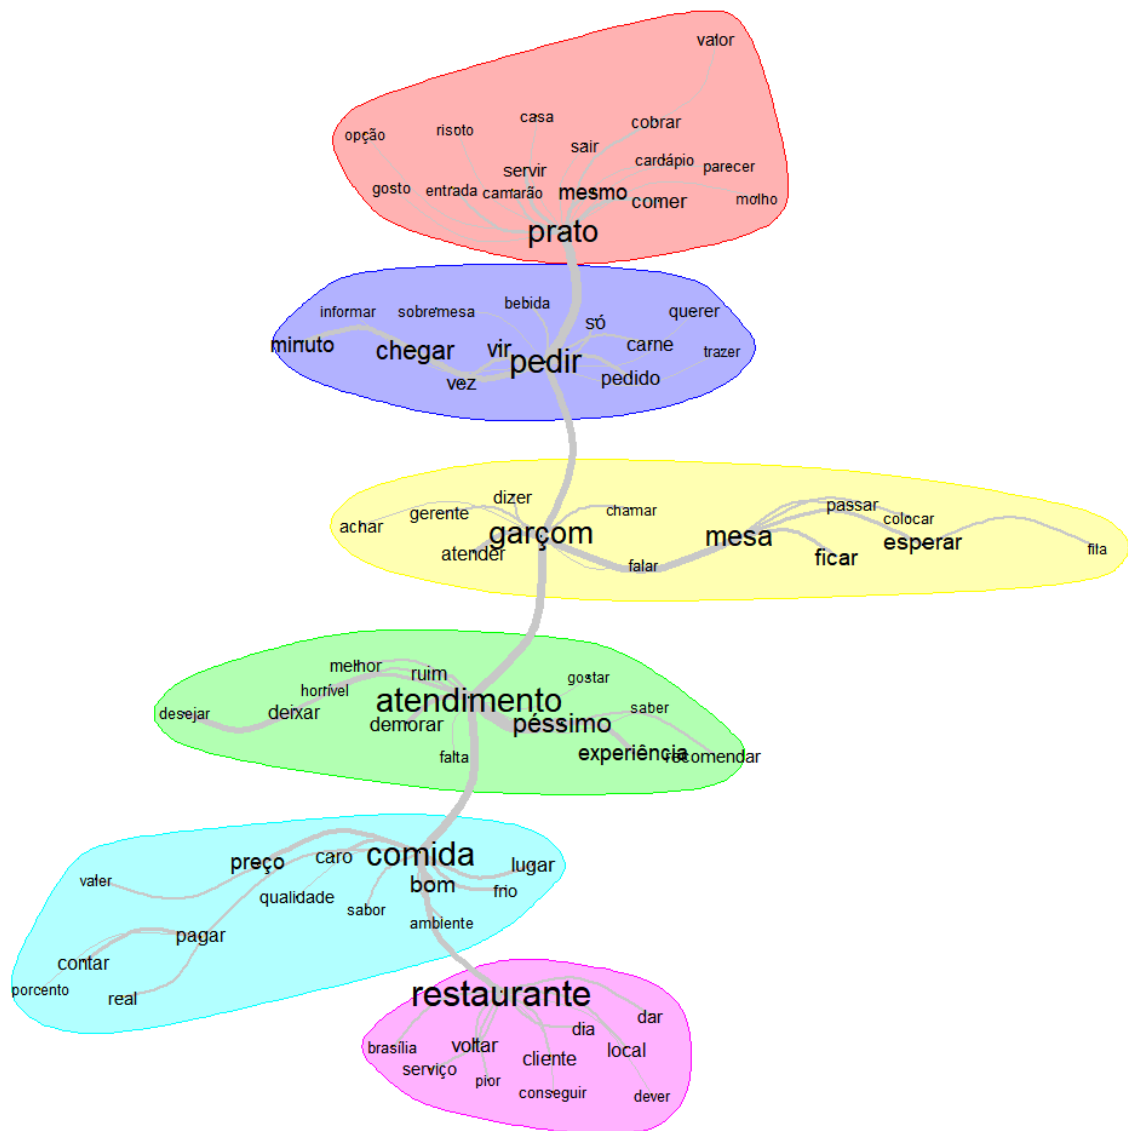 valor
casa
cobrar
risoto
opção
sair
cardápio
parecer
servir
gosto
entrada
camarão
mesmo
comer
molho
prato
bebida
informar
sobremesa
querer
só
minuto
chegar
vir
carne
trazer
pedir
vez
pedido
dizer
passar
gerente
chamar
colocar
achar
garçom
mesa
esperar
atender
ficar
fila
falar
melhor
ruim
gostar
horrível
atendimento
saber
desejar
deixar
demorar
péssimo
falta
experiência
recomendar
preço
caro
comida
lugar
valer
bom
frio
qualidade
sabor
ambiente
pagar
contar
porcento
real
restaurante
dar
dia
brasília
voltar
cliente
local
serviço
pior
conseguir
dever